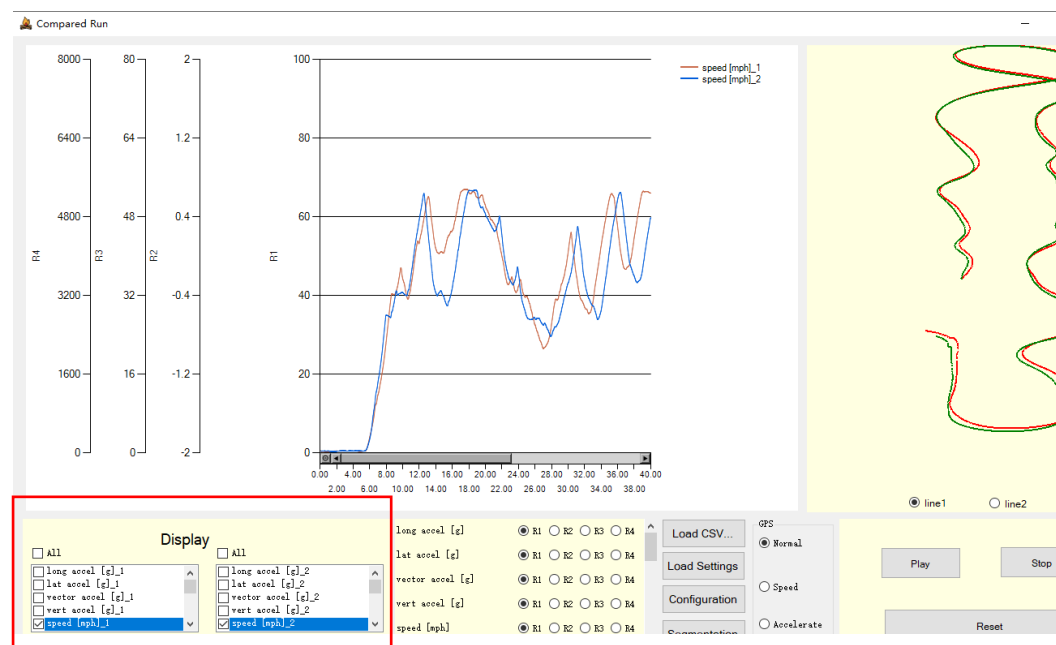 Compared Run
8000 80 2 100
speed [mph]_1
speed [mph]_2
6400 64 1.2 80
4800 48 0.4 60
R4 R3 R2 R1
3200 32 -0.4 40
1600 16 -1.2 20
0 0 -2 0
0.00 4.00 8.00 12.00 16.00 20.00 24.00 28.00 32.00 36.00 40.00
2.00 6.00 10.00 14.00 18.00 22.00 26.00 30.00 34.00 38.00
line1 line2
Display
All All
long accel [g]_1 long accel [g]_2
lat accel [g]_1 lat accel [g]_2
vector accel [g]_1 vector accel [g]_2
vert accel [g]_1 vert accel [g]_2
speed [mph]_1 speed [mph]_2
long accel [g] R1 R2 R3 R4
lat accel [g] R1 R2 R3 R4
vector accel [g] R1 R2 R3 R4
vert accel [g] R1 R2 R3 R4
speed [mph] R1 R2 R3 R4
Load CSV...
Load Settings
Configuration
Segmentation
GPS
Normal
Speed
Accelerate
Play Stop
Reset